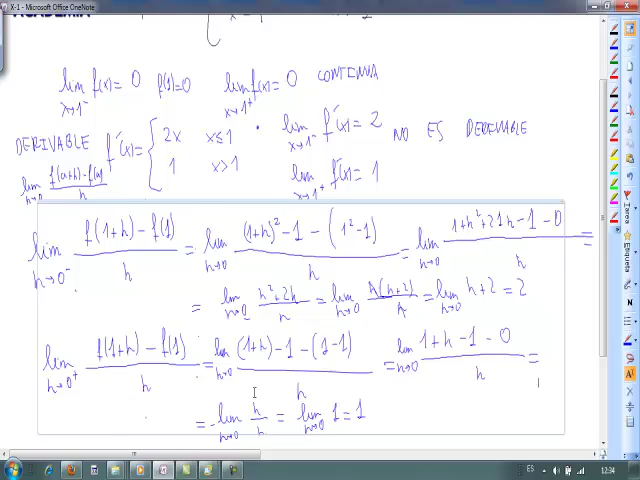 X-1 - Microsoft Office OneNote
lim f(x) = 0 f(1)=0 lim f(x) = 0 CONTINUA
x→1⁻ x→1⁺
DERIVABLE f'(x) = { 2x x≤1 lim f'(x) = 2 NO ES DERIVABLE
x→1⁻
1 x>1 lim f'(x) = 1
x→1⁺
lim f(a+h)-f(a)
h→0 h
lim f(1+h) - f(1) = lim (1+h)² - 1 - (1² - 1) = lim 1+h²+2·1h - 1 - 0 =
h→0⁻ h h→0 h h→0 h
= lim h²+2h = lim h(h+2) = lim h+2 = 2
h→0 h h→0 h h→0
lim f(1+h) - f(1) = lim (1+h) - 1 - (1-1) = lim 1+h - 1 - 0 =
h→0⁺ h h→0 h h→0 h
= lim h = lim 1 = 1
h→0 h h→0
Tarea
ES 12:34